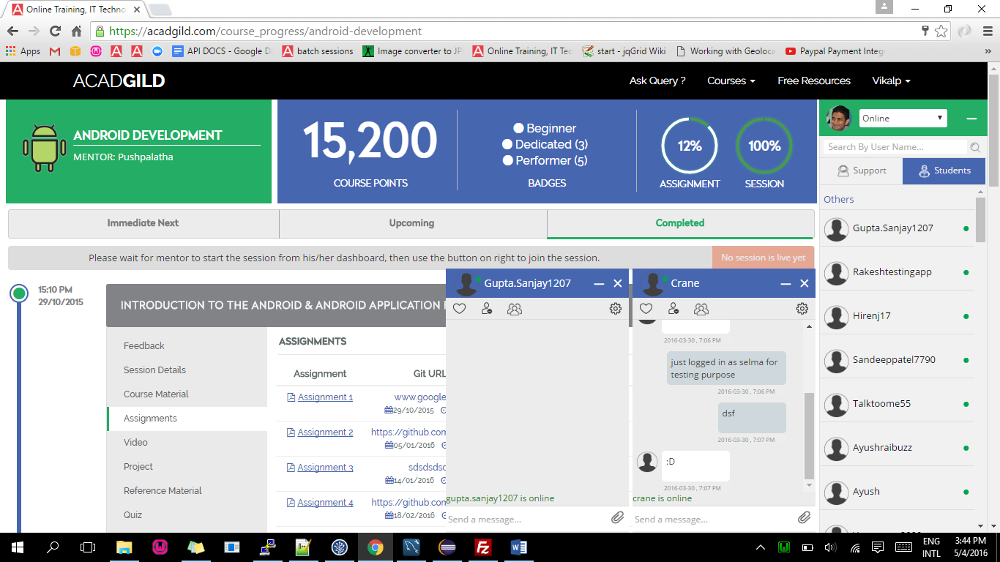 Online Training, IT Techno
https://acadgild.com/course_progress/android-development
Apps
API DOCS - Google D
batch sessions
Image converter to JP
Online Training, IT Tec
start - jqGrid Wiki
Working with Geoloca
Paypal Payment Integ
»
ACADGILD
Ask Query ?
Courses
Free Resources
Vikalp
ANDROID DEVELOPMENT
MENTOR: Pushpalatha
15,200
COURSE POINTS
Beginner
Dedicated (3)
Performer (5)
BADGES
12%
ASSIGNMENT
100%
SESSION
Online
Search By User Name...
Support
Students
Others
Gupta.Sanjay1207
Rakeshtestingapp
Hirenj17
Sandeeppatel7790
Talktoome55
Ayushraibuzz
Ayush
Immediate Next
Upcoming
Completed
Please wait for mentor to start the session from his/her dashboard, then use the button on right to join the session.
No session is live yet
15:10 PM
29/10/2015
INTRODUCTION TO THE ANDROID & ANDROID APPLICATION
Feedback
Session Details
Course Material
Assignments
Video
Project
Reference Material
Quiz
ASSIGNMENTS
Assignment
Git URL
Assignment 1
www.google
29/10/2015
Assignment 2
https://github.com
05/01/2016
Assignment 3
sdsdsdsd
14/01/2016
Assignment 4
https://github.com
18/02/2016
Gupta.Sanjay1207
gupta.sanjay1207 is online
Send a message...
Crane
2016-03-30 , 7:06 PM
just logged in as selma for
testing purpose
2016-03-30 , 7:06 PM
dsf
2016-03-30 , 7:07 PM
:D
2016-03-30 , 7:07 PM
crane is online
Send a message...
ENG
INTL
3:44 PM
5/4/2016